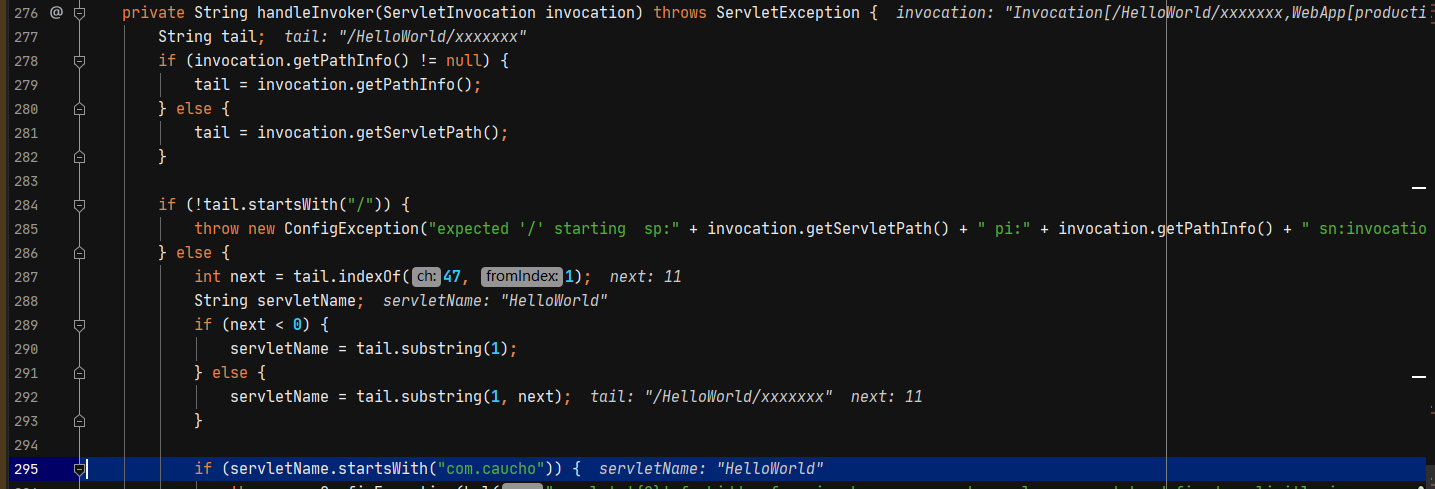 276 @ private String handleInvoker(ServletInvocation invocation) throws ServletException { invocation: "Invocation[/HelloWorld/xxxxxxx,WebApp[producti
277 String tail; tail: "/HelloWorld/xxxxxxx"
278 if (invocation.getPathInfo() != null) {
279 tail = invocation.getPathInfo();
280 } else {
281 tail = invocation.getServletPath();
282 }
283
284 if (!tail.startsWith("/")) {
285 throw new ConfigException("expected '/' starting  sp:" + invocation.getServletPath() + " pi:" + invocation.getPathInfo() + " sn:invocatio
286 } else {
287 int next = tail.indexOf( ch: 47, fromIndex: 1); next: 11
288 String servletName; servletName: "HelloWorld"
289 if (next < 0) {
290 servletName = tail.substring(1);
291 } else {
292 servletName = tail.substring(1, next); tail: "/HelloWorld/xxxxxxx" next: 11
293 }
294
295 if (servletName.startsWith("com.caucho")) { servletName: "HelloWorld"